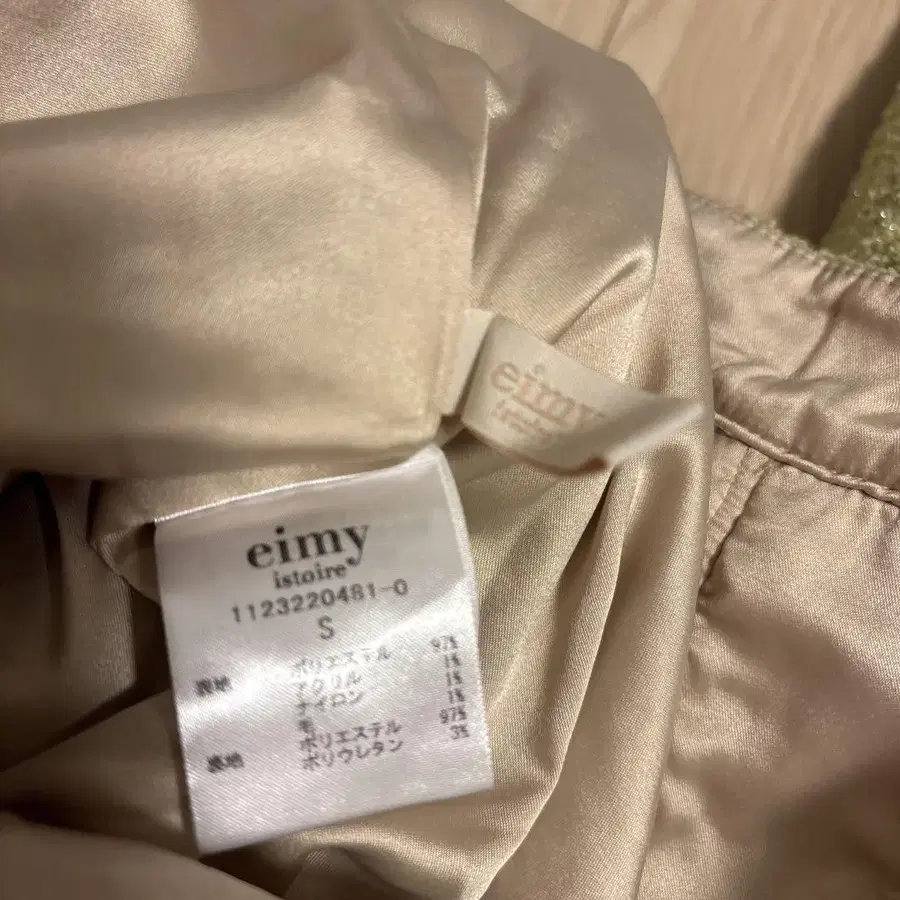 eimy
eimy
istoire
1123220481-0
S
表地 ポリエステル 97%
アクリル 1%
ナイロン 1%
毛 1%
裏地 ポリエステル 97%
ポリウレタン 3%